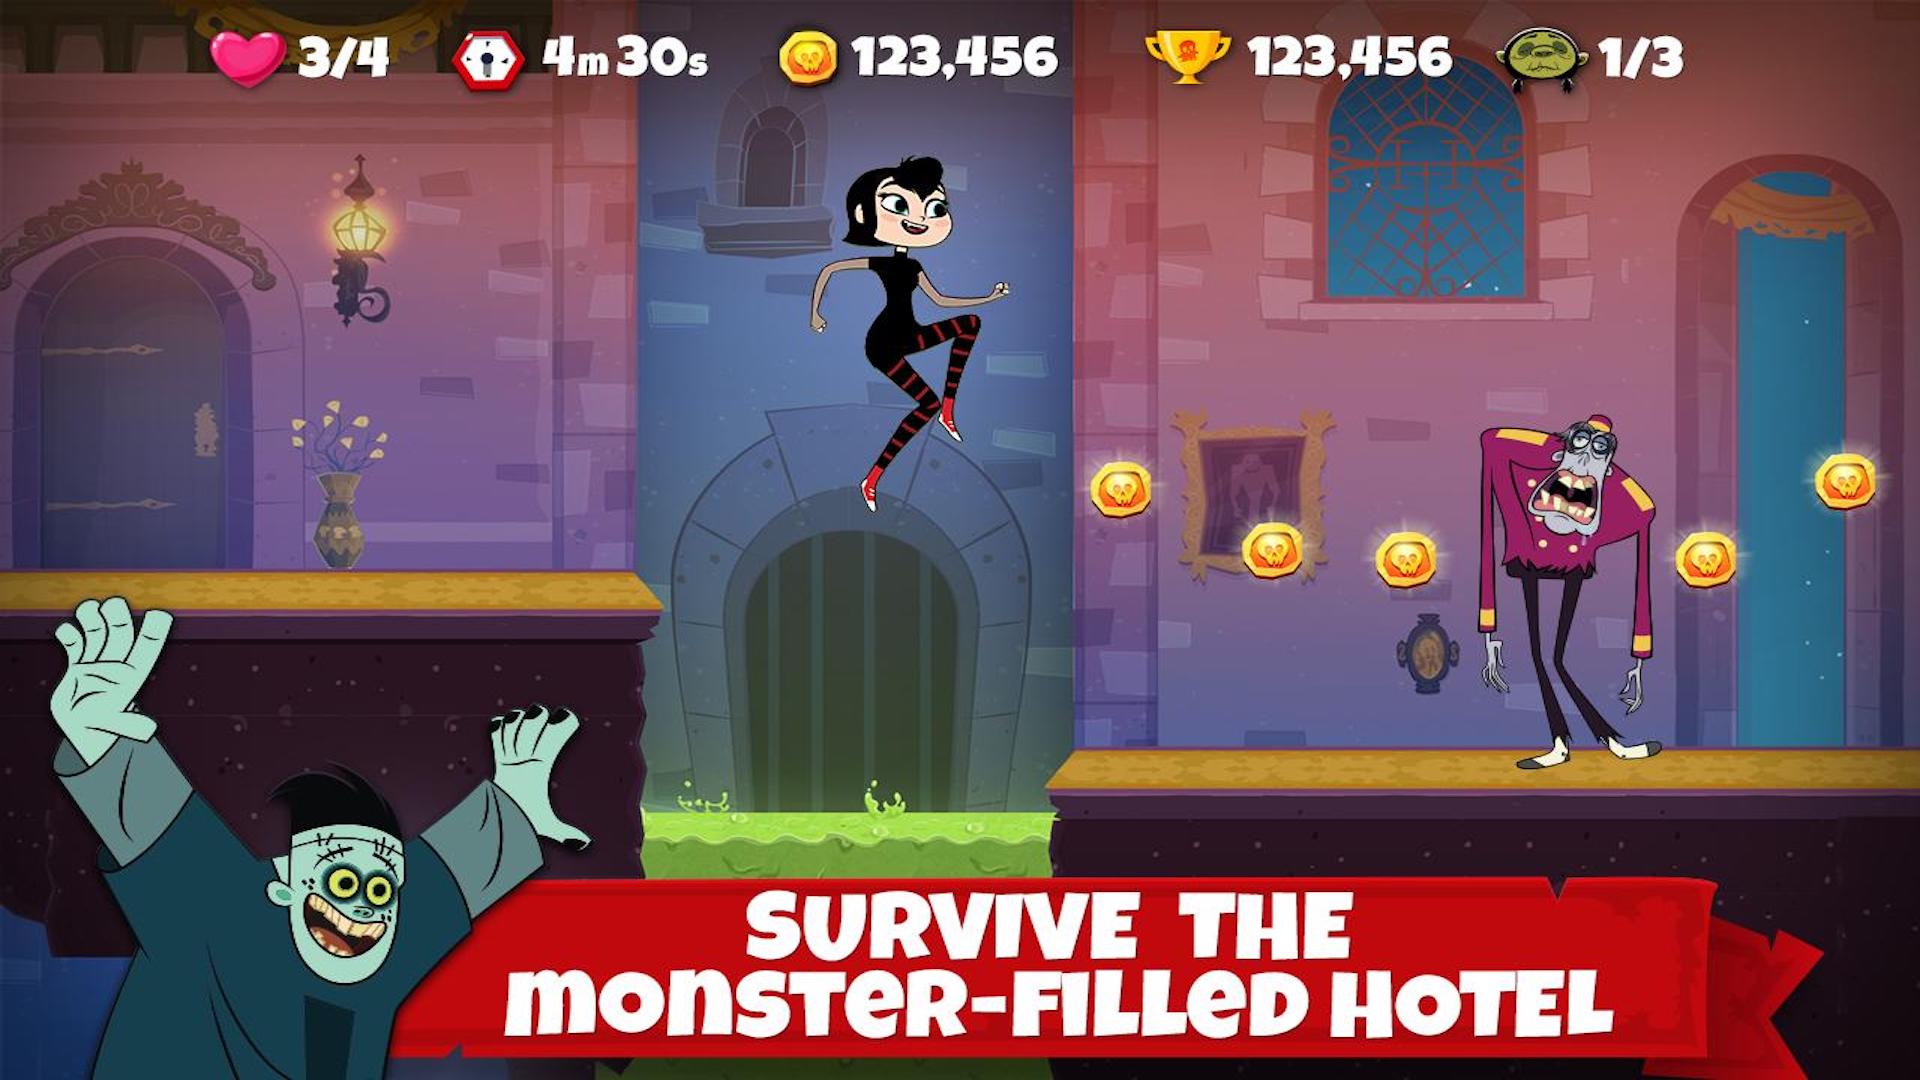 3/4 4m 30s 123,456 123,456 1/3
H
SURVIVE THE
MONSTeR-FILLeD HOTEL